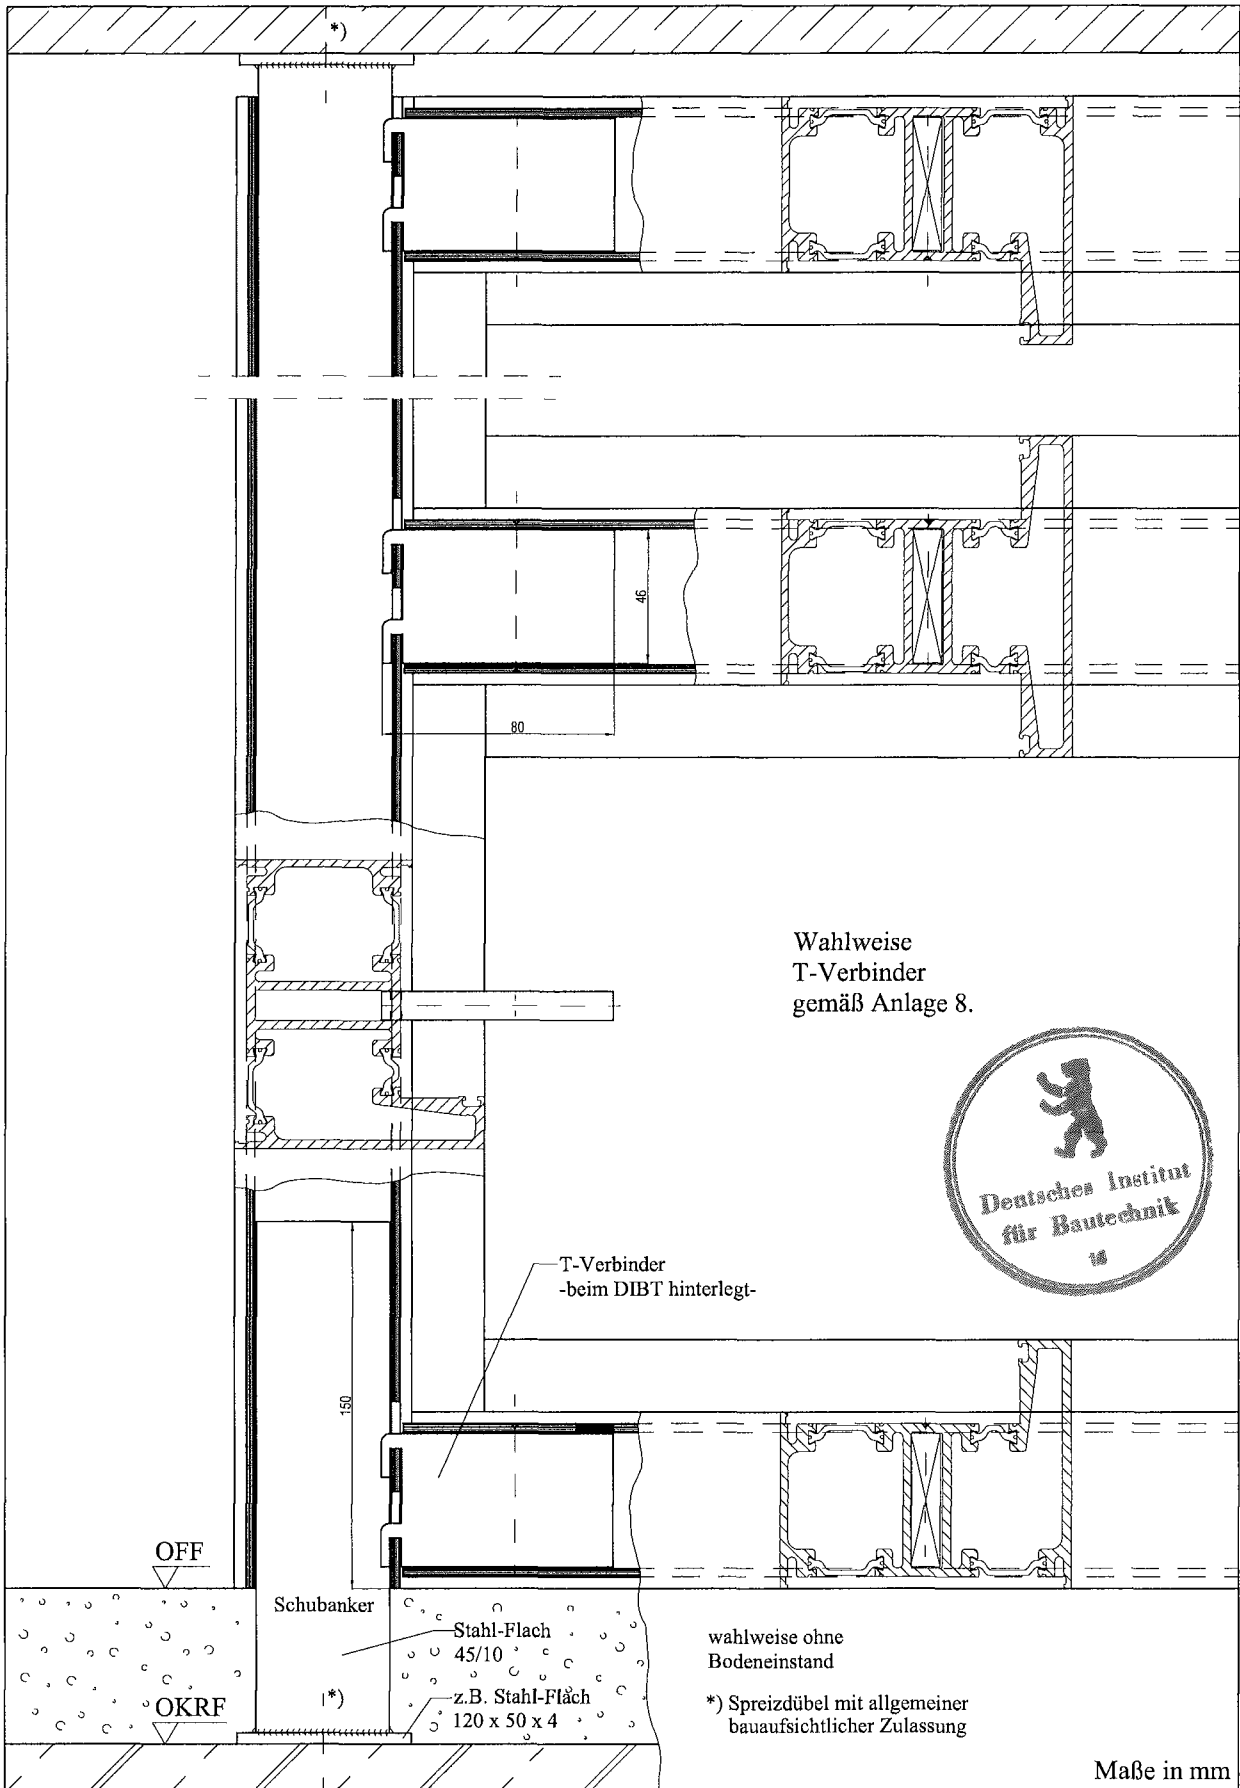 *)
46
80
Wahlweise
T-Verbinder
gemäß Anlage 8.
Deutsches Institut
für Bautechnik
14
T-Verbinder
-beim DIBT hinterlegt-
150
OFF
Schubanker
Stahl-Flach
45/10
wahlweise ohne
Bodeneinstand
*)
OKRF
z.B. Stahl-Flach
120 x 50 x 4
*) Spreizdübel mit allgemeiner
bauaufsichtlicher Zulassung
Maße in mm